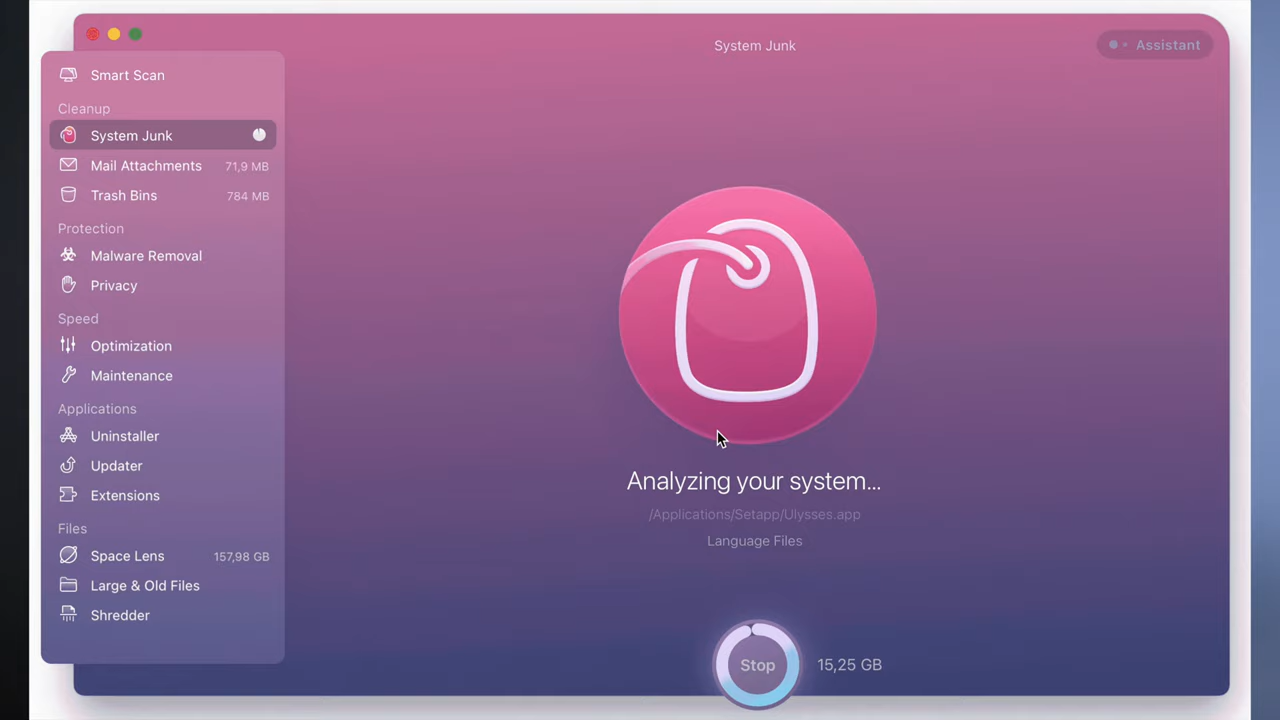 System Junk
Assistant
Smart Scan
Cleanup
System Junk
Mail Attachments 71,9 MB
Trash Bins 784 MB
Protection
Malware Removal
Privacy
Speed
Optimization
Maintenance
Applications
Uninstaller
Updater
Extensions
Files
Space Lens 157,98 GB
Large & Old Files
Shredder
Analyzing your system...
/Applications/Setapp/Ulysses.app
Language Files
Stop 15,25 GB